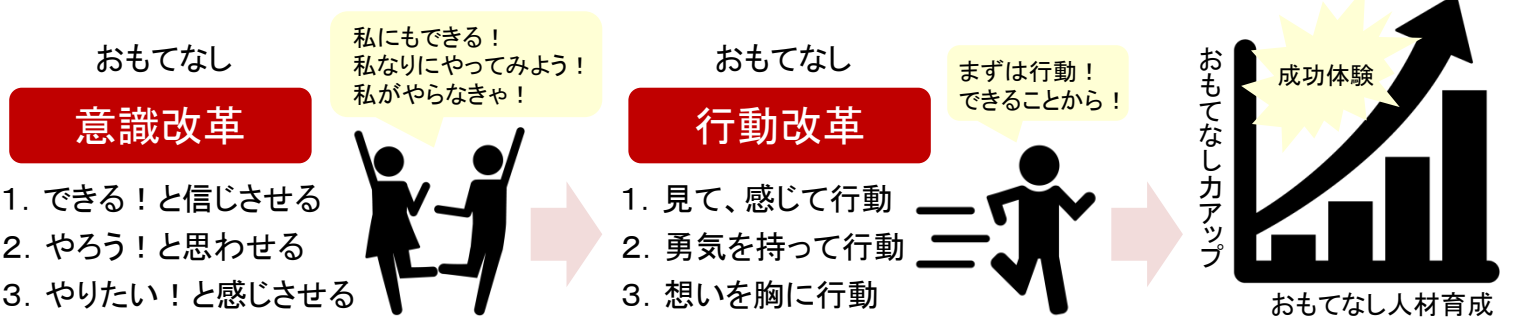 おもてなし
意識改革
1. できる！と信じさせる
2. やろう！と思わせる
3. やりたい！と感じさせる
私にもできる！
私なりにやってみよう！
私がやらなきゃ！
おもてなし
行動改革
1. 見て、感じて行動
2. 勇気を持って行動
3. 想いを胸に行動
まずは行動！
できることから！
おもてなし力アップ
成功体験
おもてなし人材育成